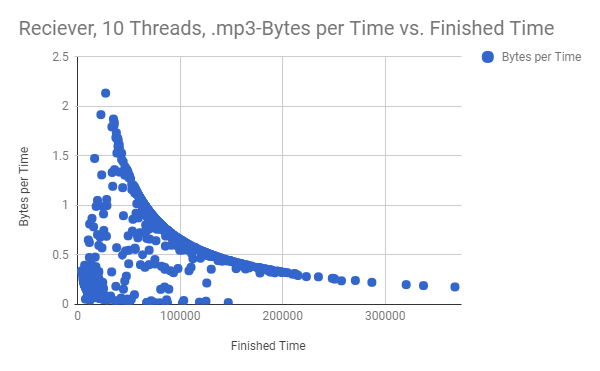 Reciever, 10 Threads, .mp3-Bytes per Time vs. Finished Time
Bytes per Time
2.5
2
1.5
1
0.5
0
Bytes per Time
0
100000
200000
300000
Finished Time